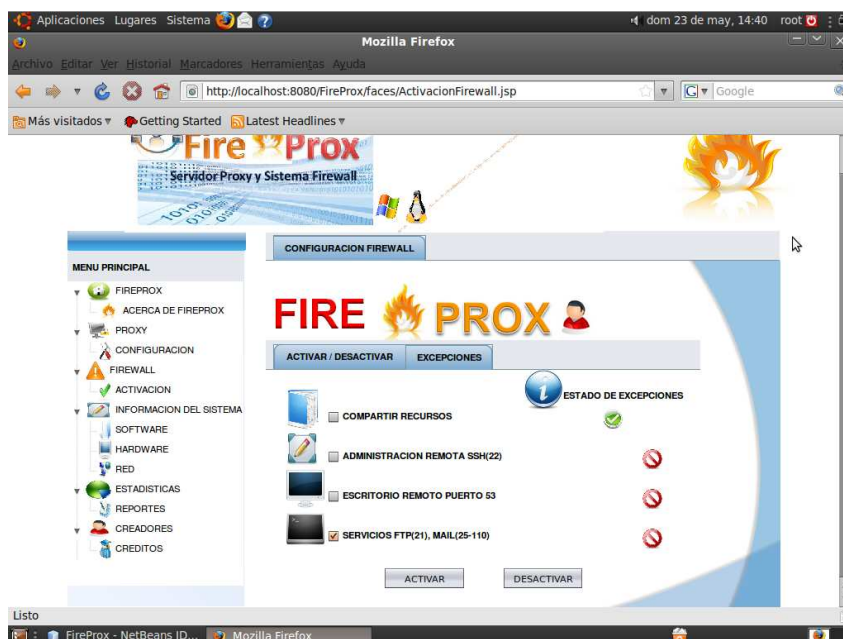 Aplicaciones Lugares Sistema
dom 23 de may, 14:40 root
Mozilla Firefox
Archivo Editar Ver Historial Marcadores Herramientas Ayuda
http://localhost:8080/FireProx/faces/ActivacionFirewall.jsp
Google
Más visitados
Getting Started
Latest Headlines
Fire Prox
Servidor Proxy y Sistema Firewall
CONFIGURACION FIREWALL
MENU PRINCIPAL
FIREPROX
ACERCA DE FIREPROX
PROXY
CONFIGURACION
FIREWALL
ACTIVACION
INFORMACION DEL SISTEMA
SOFTWARE
HARDWARE
RED
ESTADISTICAS
REPORTES
CREADORES
CREDITOS
FIRE PROX
ACTIVAR / DESACTIVAR
EXCEPCIONES
ESTADO DE EXCEPCIONES
COMPARTIR RECURSOS
ADMINISTRACION REMOTA SSH(22)
ESCRITORIO REMOTO PUERTO 53
SERVICIOS FTP(21), MAIL(25-110)
ACTIVAR
DESACTIVAR
Listo
FireProx - NetBeans ID...
Mozilla Firefox